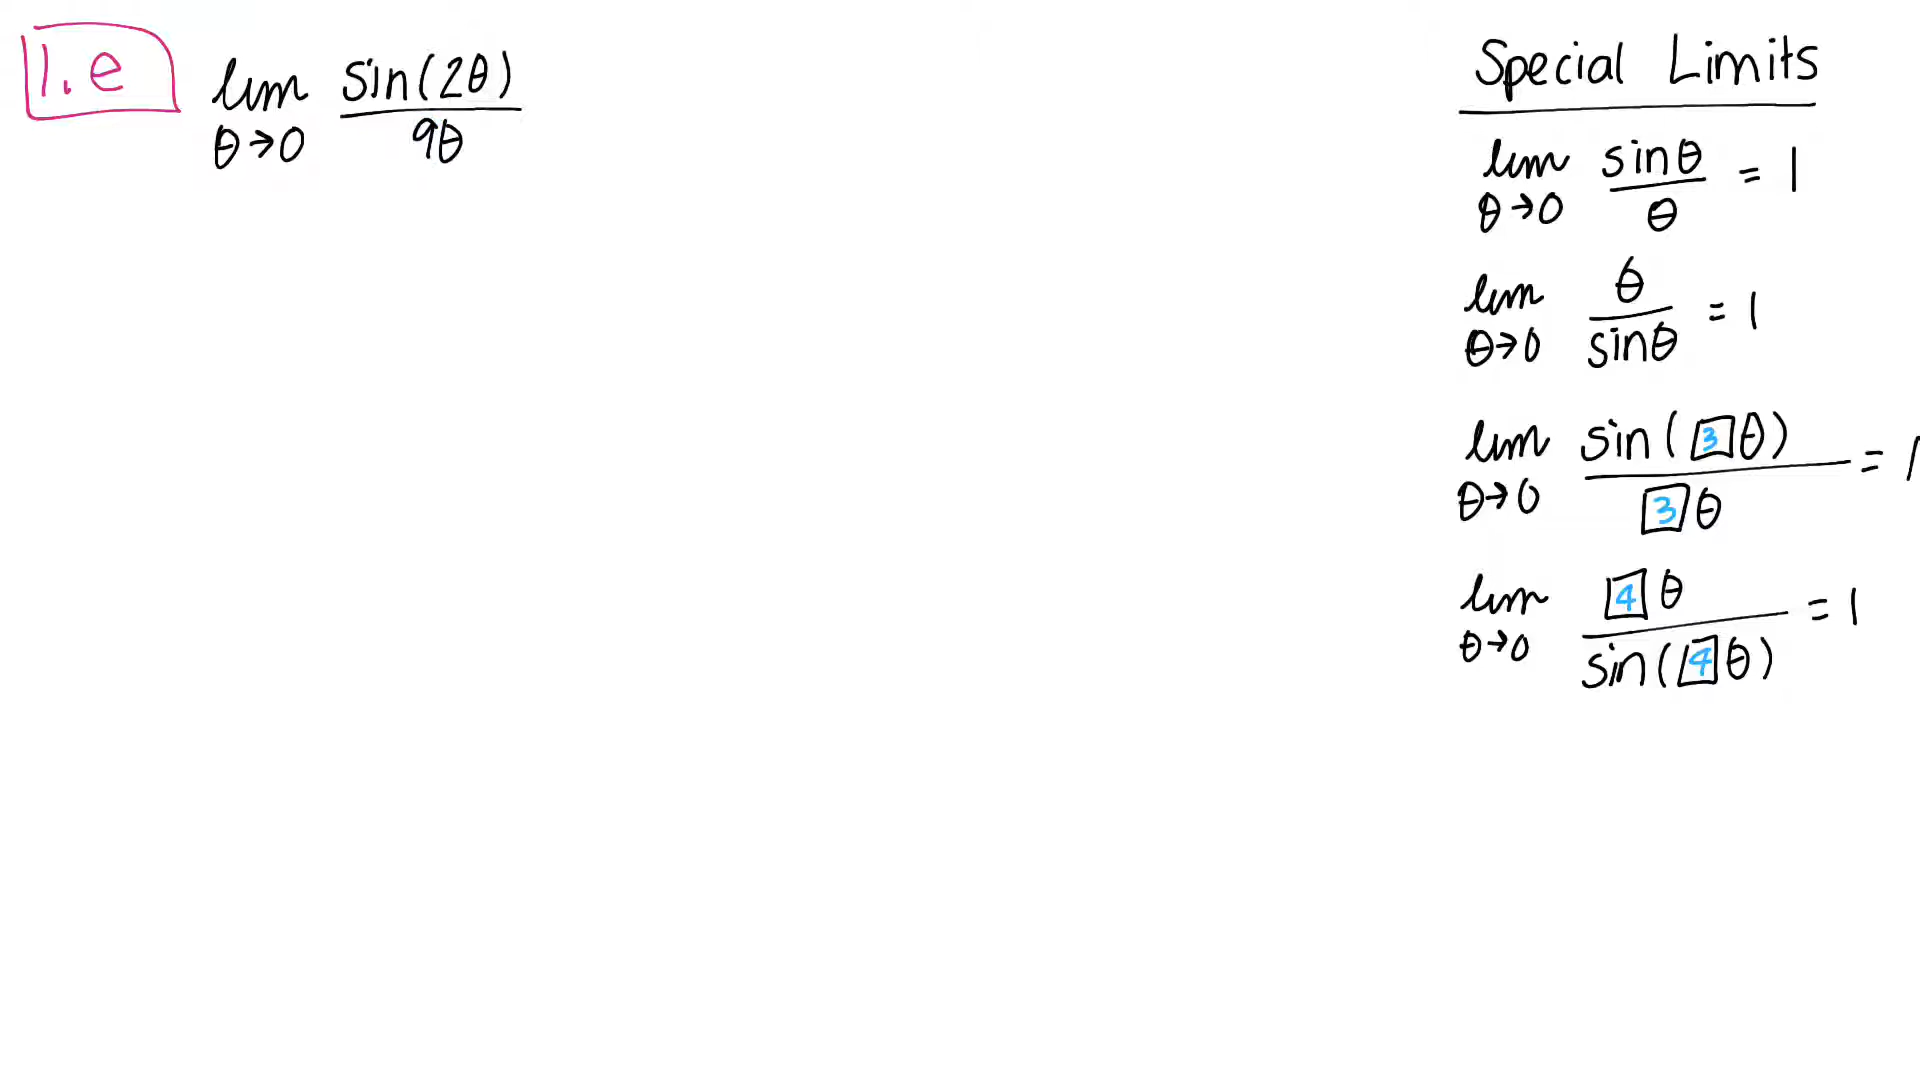 1.e
lim θ→0 sin(2θ) / 9θ
Special Limits
lim θ→0 sinθ / θ = 1
lim θ→0 θ / sinθ = 1
lim θ→0 sin(3θ) / 3θ = 1
lim θ→0 4θ / sin(4θ) = 1